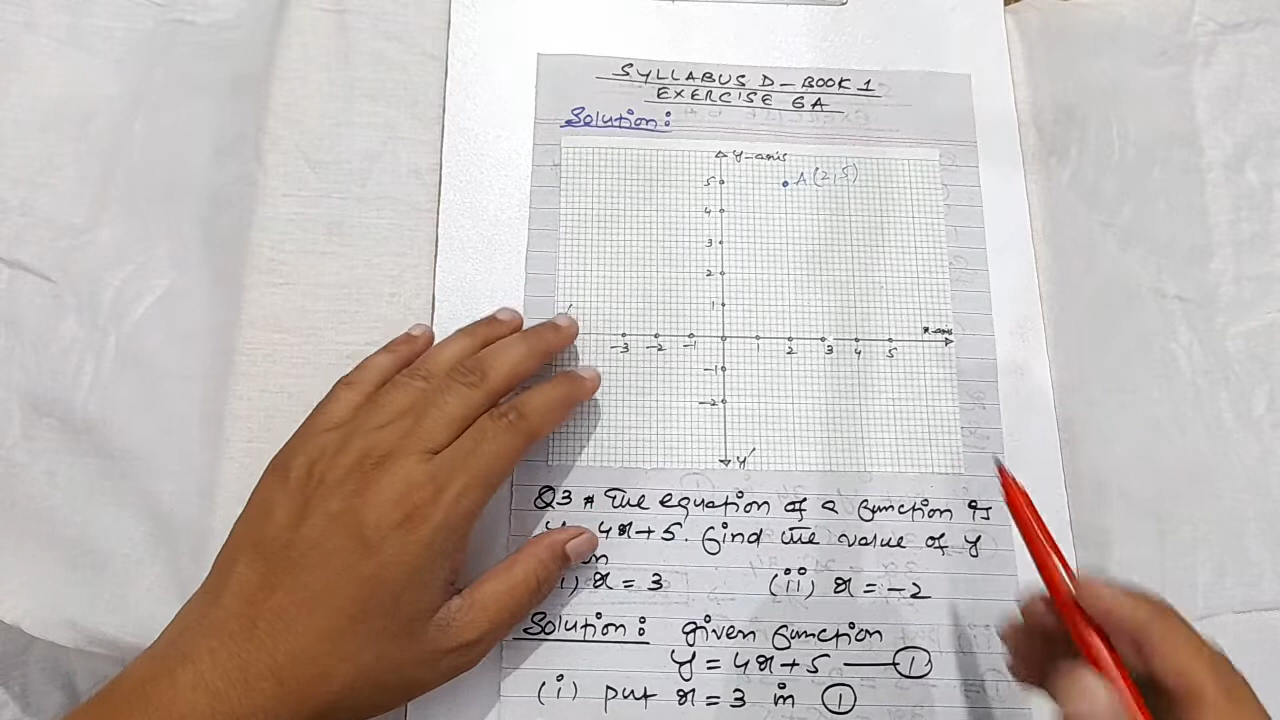 SYLLABUS D - BOOK 1
EXERCISE 6A
Solution:
y-axis
5 A(2,5)
4
3
2
1
x-axis
-3 -2 -1 1 2 3 4 5
-1
-2
y'
Q3 # The equation of a function is
4x+5. Find the value of y
(i) x = 3 (ii) x = -2
Solution: given function
y = 4x+5 — ①
(i) put x = 3 in ①